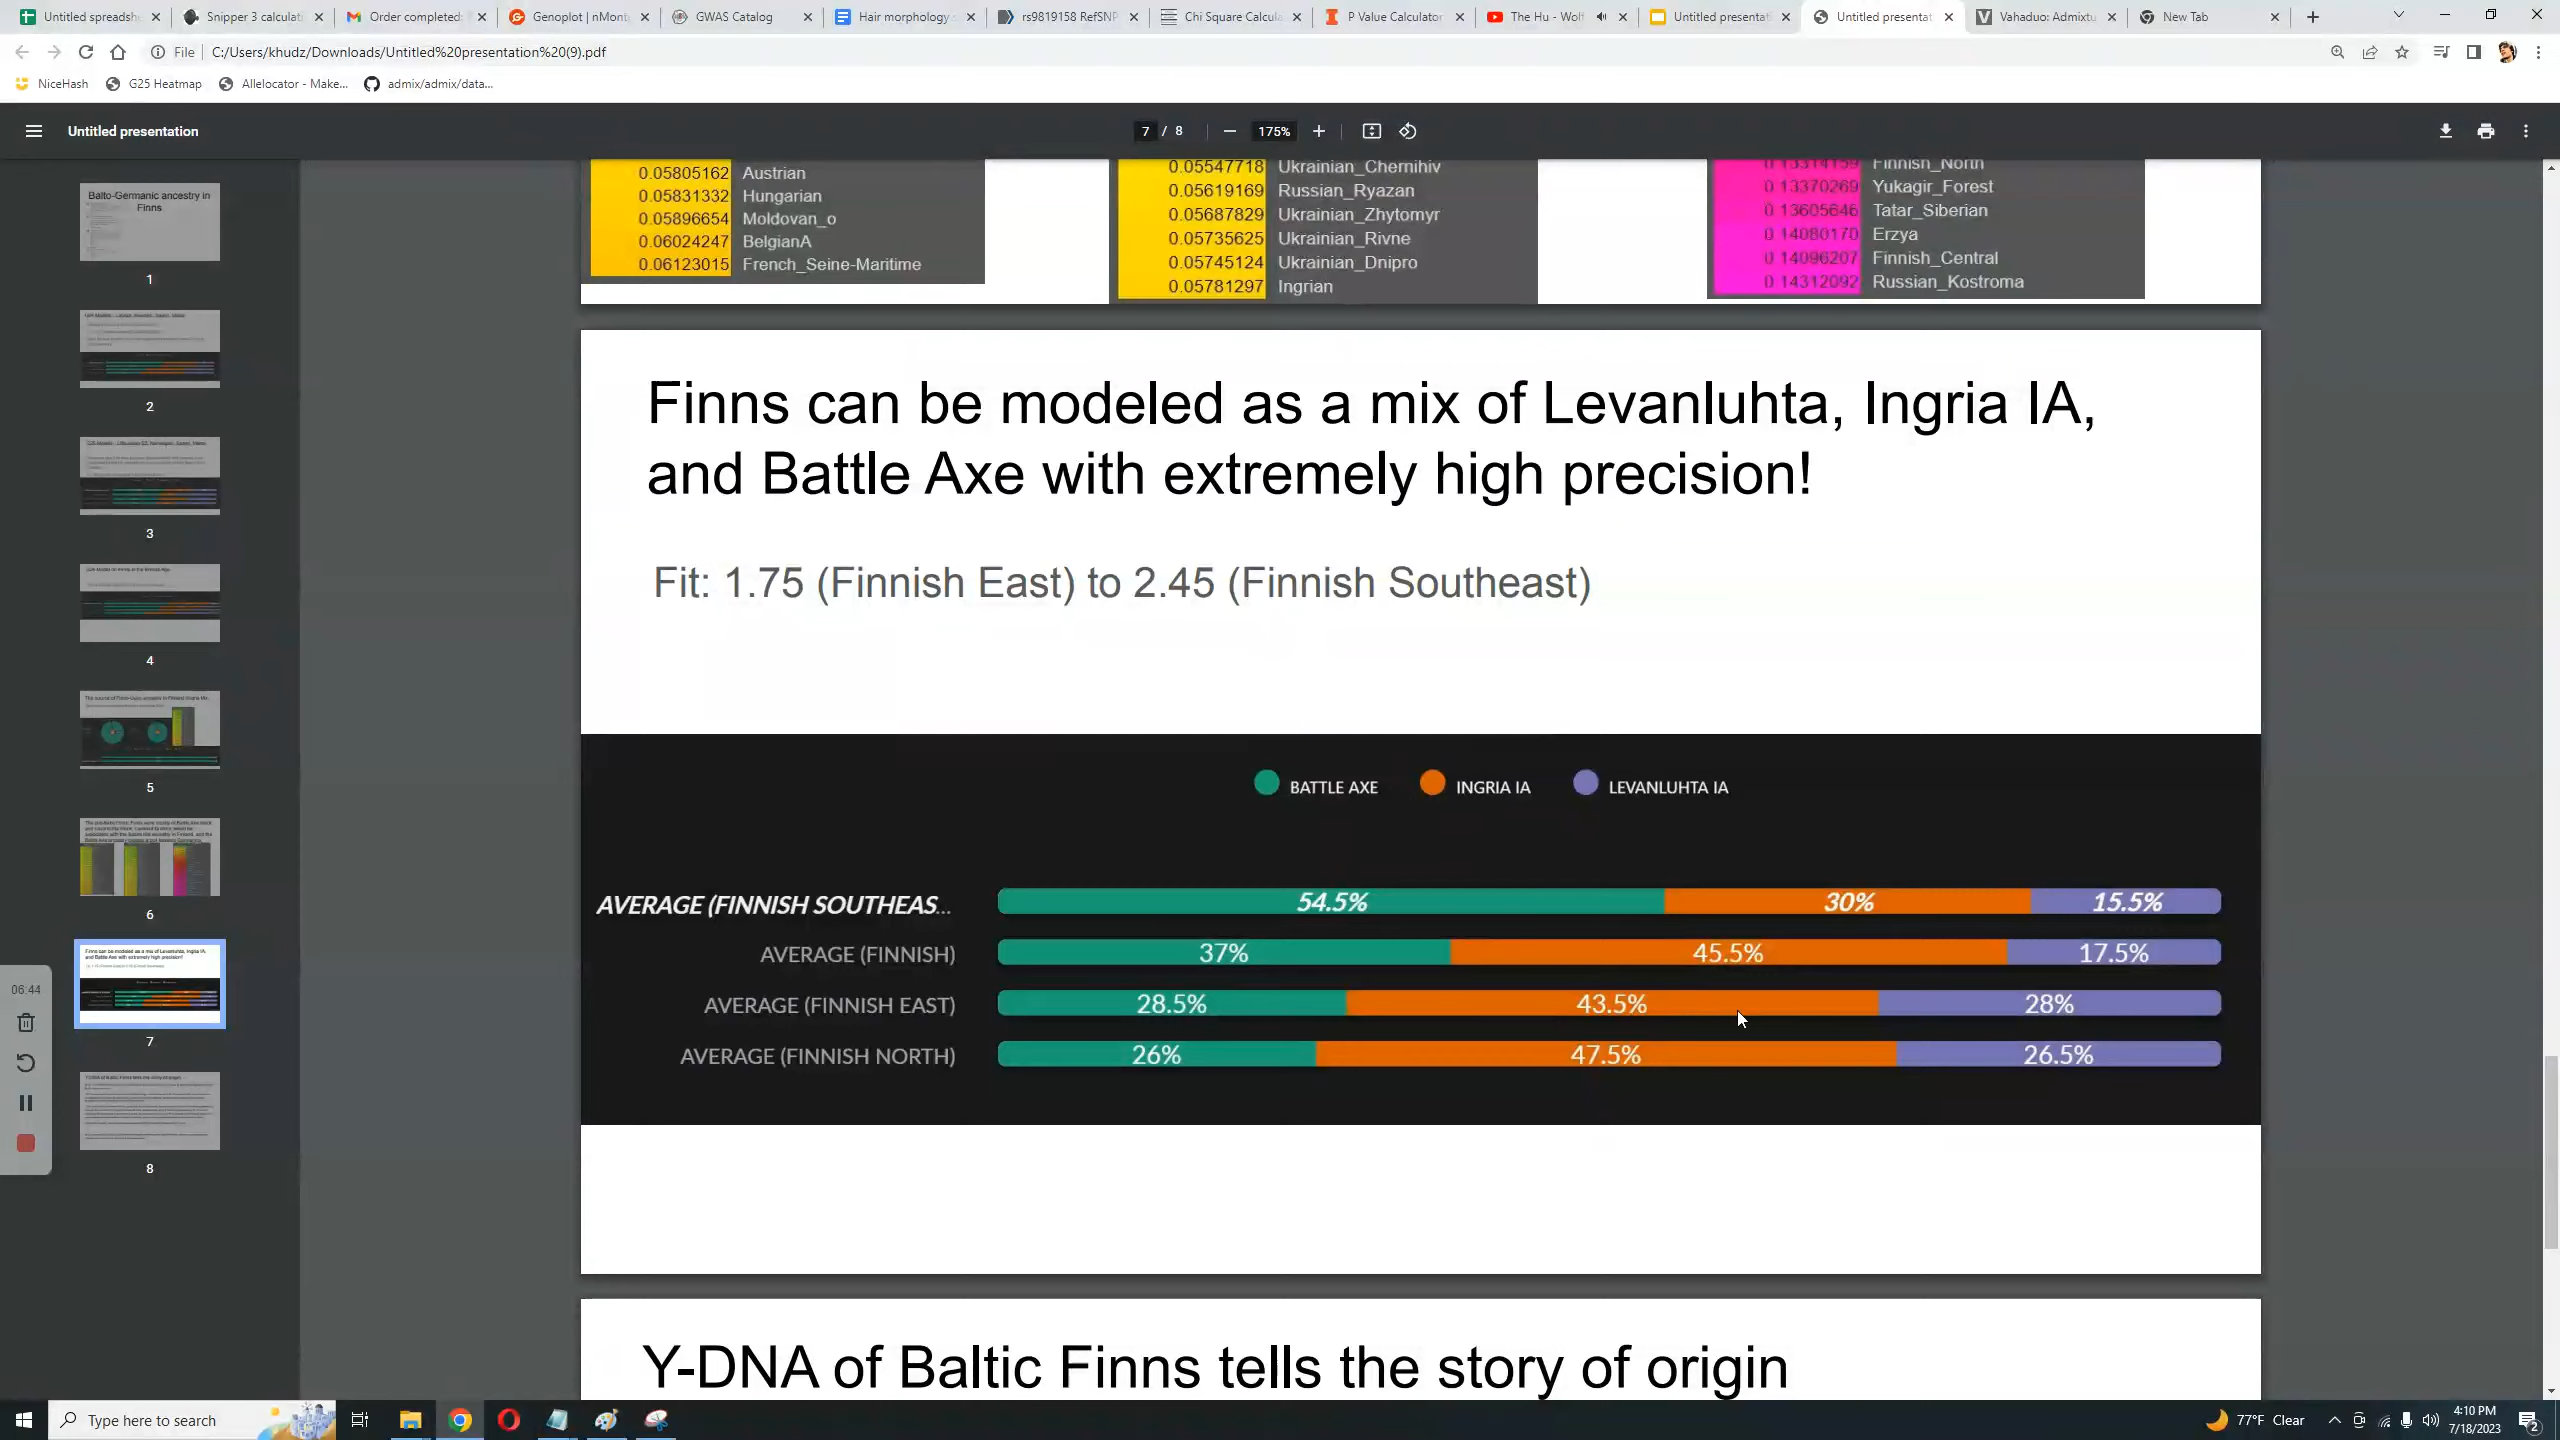 Untitled spreadsh
Snipper 3 calculat
Order completed:
Genoplot | nMont
GWAS Catalog
Hair morphology
rs9819158 RefSNP
Chi Square Calcula
P Value Calculator
The Hu - Wolf
Untitled presentat
Untitled presentat
Vahaduo: Admixtu
New Tab
File
C:/Users/khudz/Downloads/Untitled%20presentation%20(9).pdf
NiceHash
G25 Heatmap
Allelocator - Make...
admix/admix/data...
Untitled presentation
7 / 8
175%
0.05805162 Austrian
0.05831332 Hungarian
0.05896654 Moldovan_o
0.06024247 BelgianA
0.06123015 French_Seine-Maritime
0.05547718 Ukrainian_Chernihiv
0.05619169 Russian_Ryazan
0.05687829 Ukrainian_Zhytomyr
0.05735625 Ukrainian_Rivne
0.05745124 Ukrainian_Dnipro
0.05781297 Ingrian
0.13314159 Finnish_North
0.13370269 Yukagir_Forest
0.13605646 Tatar_Siberian
0.14080170 Erzya
0.14096207 Finnish_Central
0.14312092 Russian_Kostroma
Balto-Germanic ancestry in
Finns
1
2
3
4
5
6
7
8
06:44
Finns can be modeled as a mix of Levanluhta, Ingria IA,
and Battle Axe with extremely high precision!
Fit: 1.75 (Finnish East) to 2.45 (Finnish Southeast)
BATTLE AXE
INGRIA IA
LEVANLUHTA IA
AVERAGE (FINNISH SOUTHEAS... 54.5% 30% 15.5%
AVERAGE (FINNISH) 37% 45.5% 17.5%
AVERAGE (FINNISH EAST) 28.5% 43.5% 28%
AVERAGE (FINNISH NORTH) 26% 47.5% 26.5%
Y-DNA of Baltic Finns tells the story of origin
Type here to search
77°F Clear
4:10 PM
7/18/2023
2